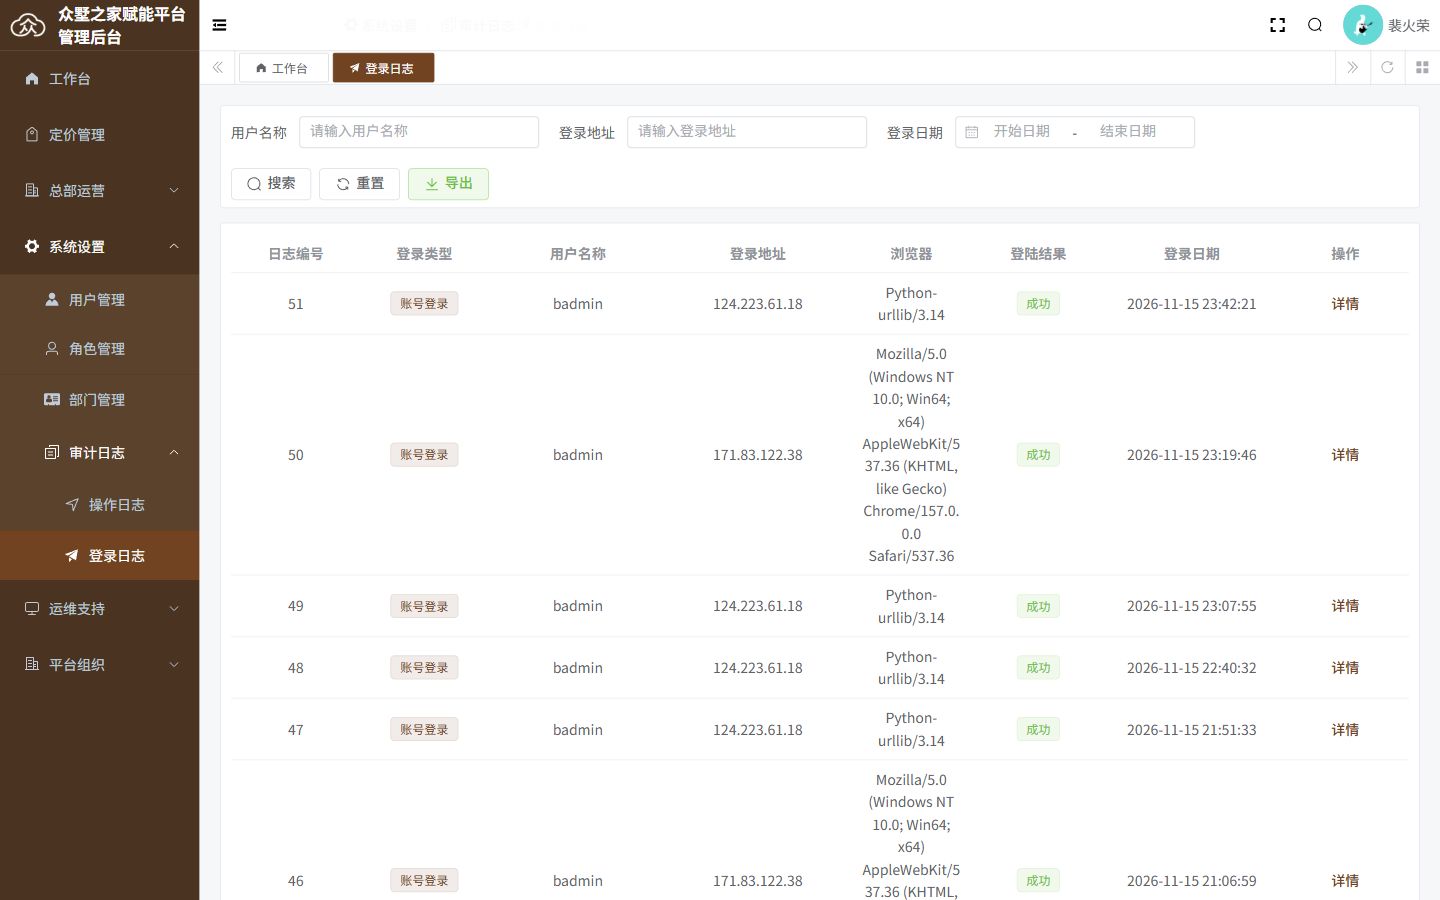 众墅之家赋能平台
管理后台
裴火荣
工作台
登录日志
工作台
定价管理
总部运营
系统设置
用户管理
角色管理
部门管理
审计日志
操作日志
登录日志
运维支持
平台组织
用户名称 请输入用户名称 登录地址 请输入登录地址 登录日期 开始日期 - 结束日期
搜索 重置 导出
日志编号 登录类型 用户名称 登录地址 浏览器 登陆结果 登录日期 操作
51 账号登录 badmin 124.223.61.18 Python-
urllib/3.14 成功 2026-11-15 23:42:21 详情
50 账号登录 badmin 171.83.122.38 Mozilla/5.0
(Windows NT
10.0; Win64;
x64)
AppleWebKit/5
37.36 (KHTML,
like Gecko)
Chrome/157.0.
0.0
Safari/537.36 成功 2026-11-15 23:19:46 详情
49 账号登录 badmin 124.223.61.18 Python-
urllib/3.14 成功 2026-11-15 23:07:55 详情
48 账号登录 badmin 124.223.61.18 Python-
urllib/3.14 成功 2026-11-15 22:40:32 详情
47 账号登录 badmin 124.223.61.18 Python-
urllib/3.14 成功 2026-11-15 21:51:33 详情
46 账号登录 badmin 171.83.122.38 Mozilla/5.0
(Windows NT
10.0; Win64;
x64)
AppleWebKit/5
37.36 (KHTML, 成功 2026-11-15 21:06:59 详情